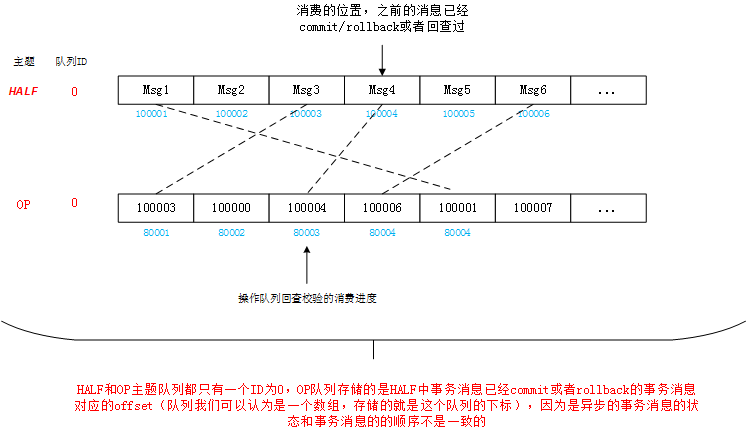 消费的位置，之前的消息已经
commit/rollback或者回查过
主题 队列ID
HALF 0 Msg1 Msg2 Msg3 Msg4 Msg5 Msg6 ...
100001 100002 100003 100004 100005 100006
OP 0 100003 100000 100004 100006 100001 100007 ...
80001 80002 80003 80004 80004
操作队列回查校验的消费进度
HALF和OP主题队列都只有一个ID为0，OP队列存储的是HALF中事务消息已经commit或者rollback的事务消息
对应的offset（队列我们可以认为是一个数组，存储的就是这个队列的下标），因为是异步的事务消息的状
态和事务消息的的顺序不是一致的